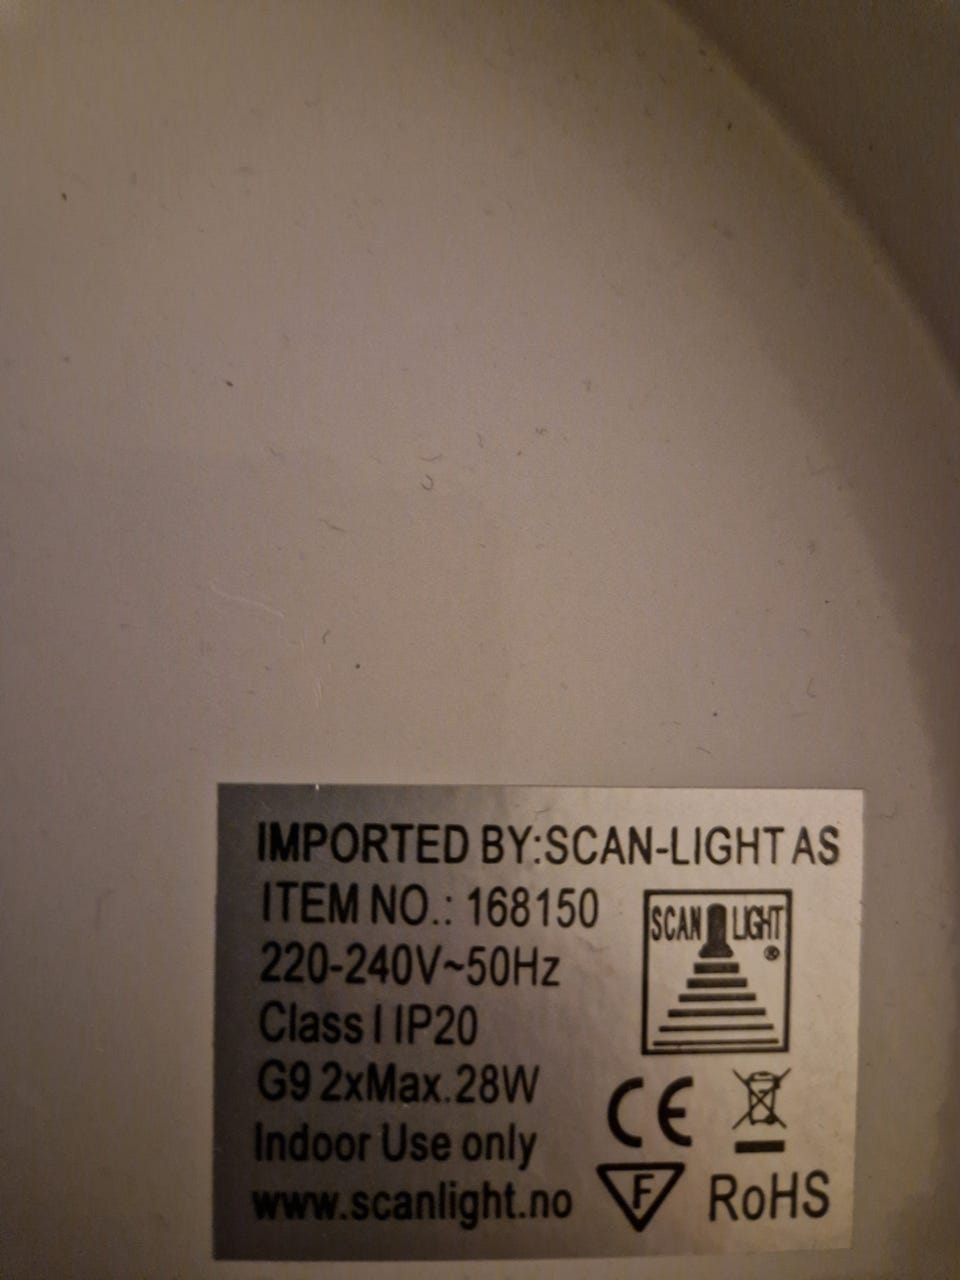 IMPORTED BY:SCAN-LIGHT AS
ITEM NO.: 168150
SCAN LIGHT
®
220-240V~50Hz
Class I IP20
G9 2xMax.28W
CE
Indoor Use only
F
www.scanlight.no
RoHS